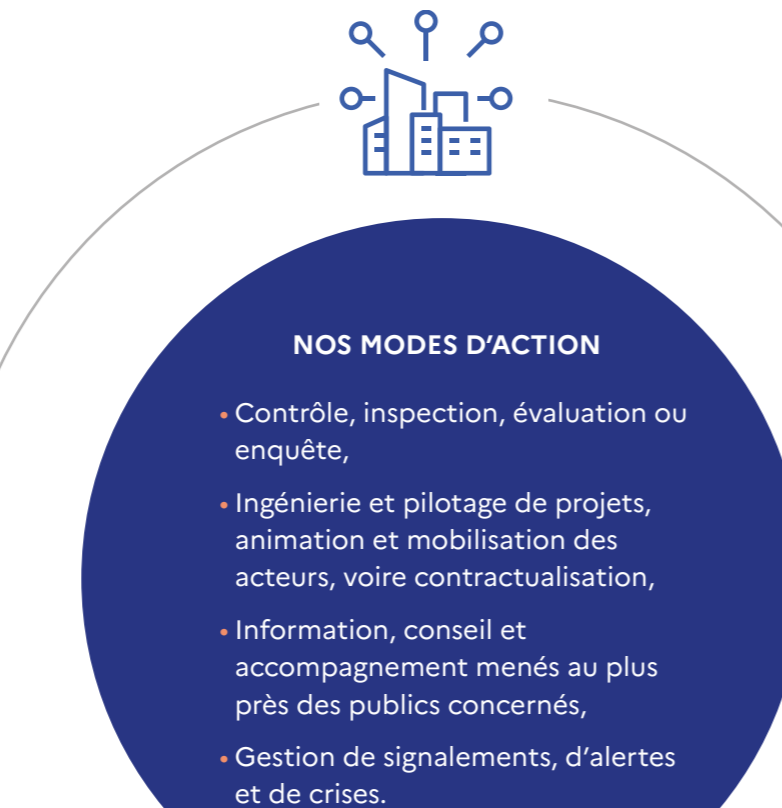 NOS MODES D’ACTION
• Contrôle, inspection, évaluation ou
enquête,
• Ingénierie et pilotage de projets,
animation et mobilisation des
acteurs, voire contractualisation,
• Information, conseil et
accompagnement menés au plus
près des publics concernés,
• Gestion de signalements, d’alertes
et de crises.